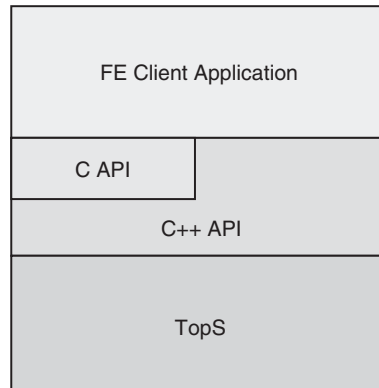 FE Client Application
C API
C++ API
TopS